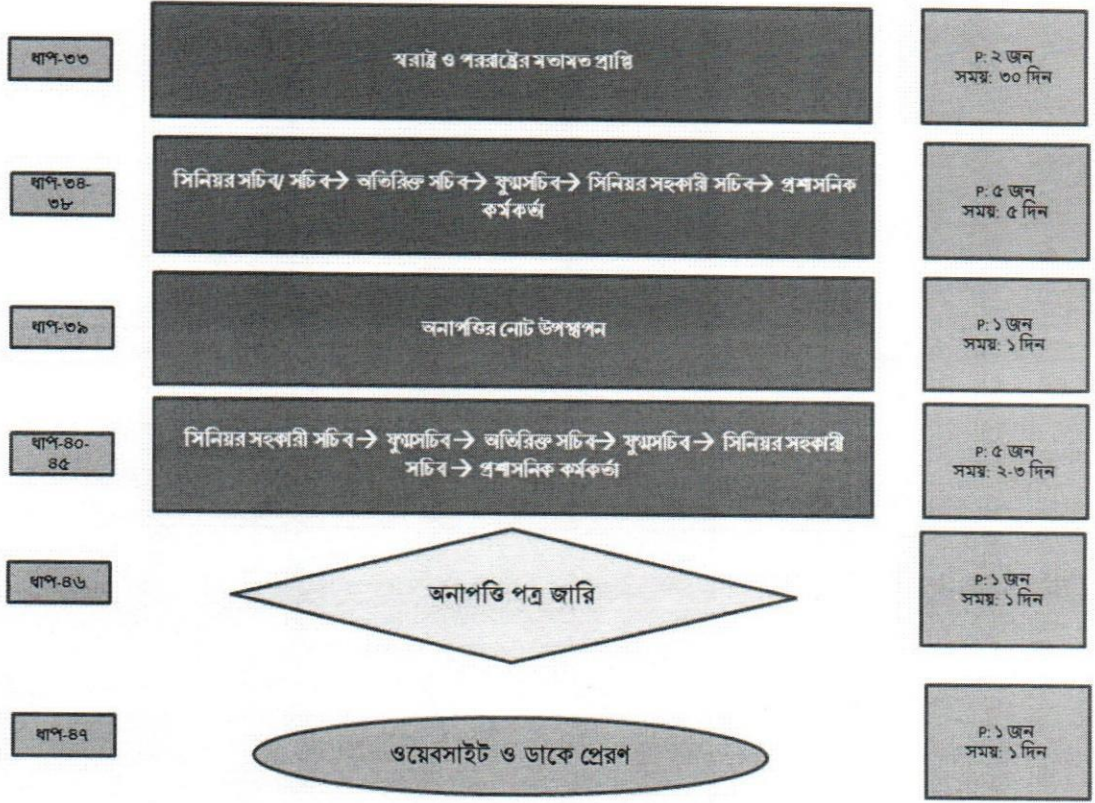 ধাপ-৩৩
স্বরাষ্ট্র ও পররাষ্ট্রের মতামত প্রাপ্তি
P: ২ জন
সময়: ৩০ দিন
ধাপ-৩৪-
৩৮
সিনিয়র সচিব/ সচিব→ অতিরিক্ত সচিব→ যুগ্মসচিব→ সিনিয়র সহকারী সচিব→ প্রশাসনিক
কর্মকর্তা
P: ৫ জন
সময়: ৫ দিন
ধাপ-৩৯
অনাপত্তির নোট উপস্থাপন
P: ১ জন
সময়: ১ দিন
ধাপ-৪০-
৪৫
সিনিয়র সহকারী সচিব→ যুগ্মসচিব→ অতিরিক্ত সচিব→ যুগ্মসচিব→ সিনিয়র সহকারী
সচিব→ প্রশাসনিক কর্মকর্তা
P: ৫ জন
সময়: ২-৩ দিন
ধাপ-৪৬
অনাপত্তি পত্র জারি
P: ১ জন
সময়: ১ দিন
ধাপ-৪৭
ওয়েবসাইট ও ডাকে প্রেরণ
P: ১ জন
সময়: ১ দিন